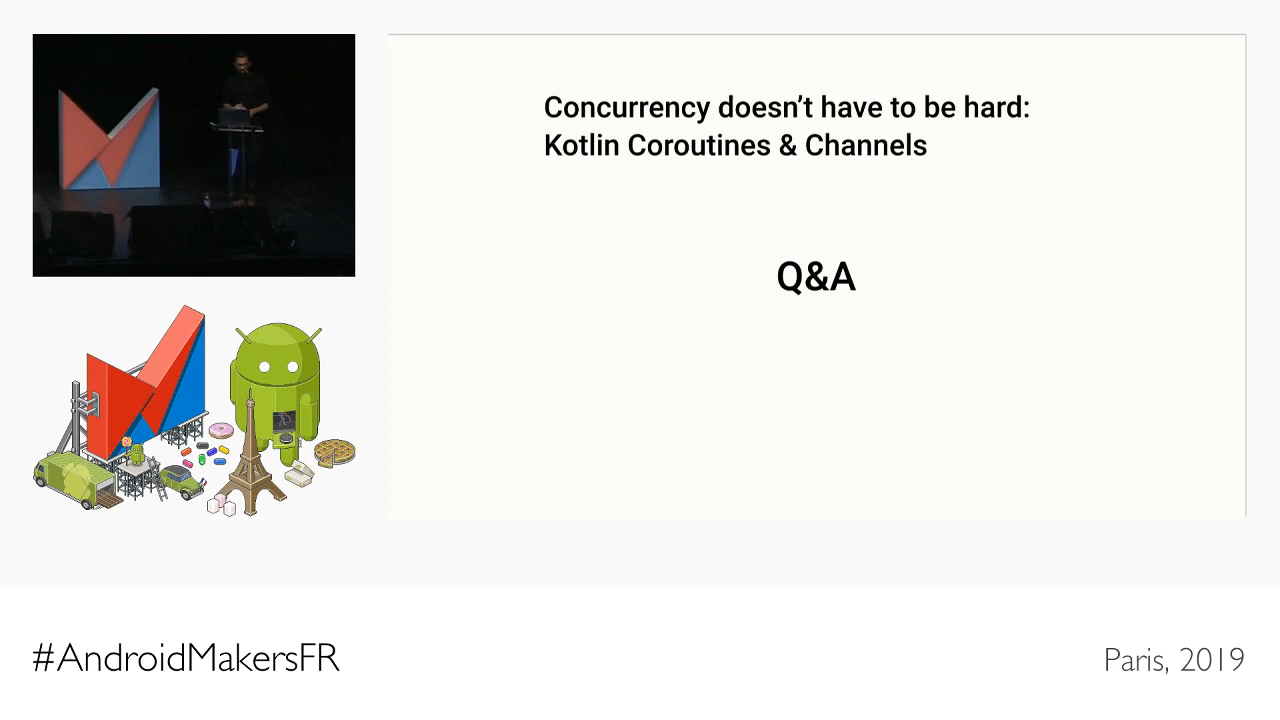 Concurrency doesn’t have to be hard:
Kotlin Coroutines & Channels
Q&A
#AndroidMakersFR
Paris, 2019